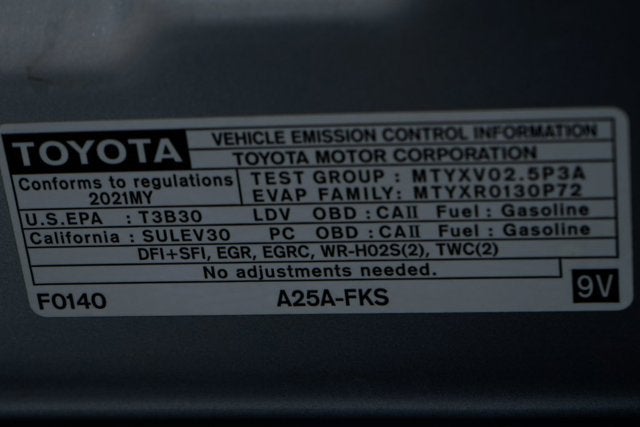 TOYOTA VEHICLE EMISSION CONTROL INFORMATION
TOYOTA MOTOR CORPORATION
Conforms to regulations
2021MY
TEST GROUP : MTYXV02.5P3A
EVAP FAMILY: MTYXR0130P72
U.S.EPA : T3B30 LDV OBD : CAII Fuel : Gasoline
California : SULEV30 PC OBD : CAII Fuel : Gasoline
DFI+SFI, EGR, EGRC, WR-HO2S(2), TWC(2)
No adjustments needed.
F0140 A25A-FKS 9V